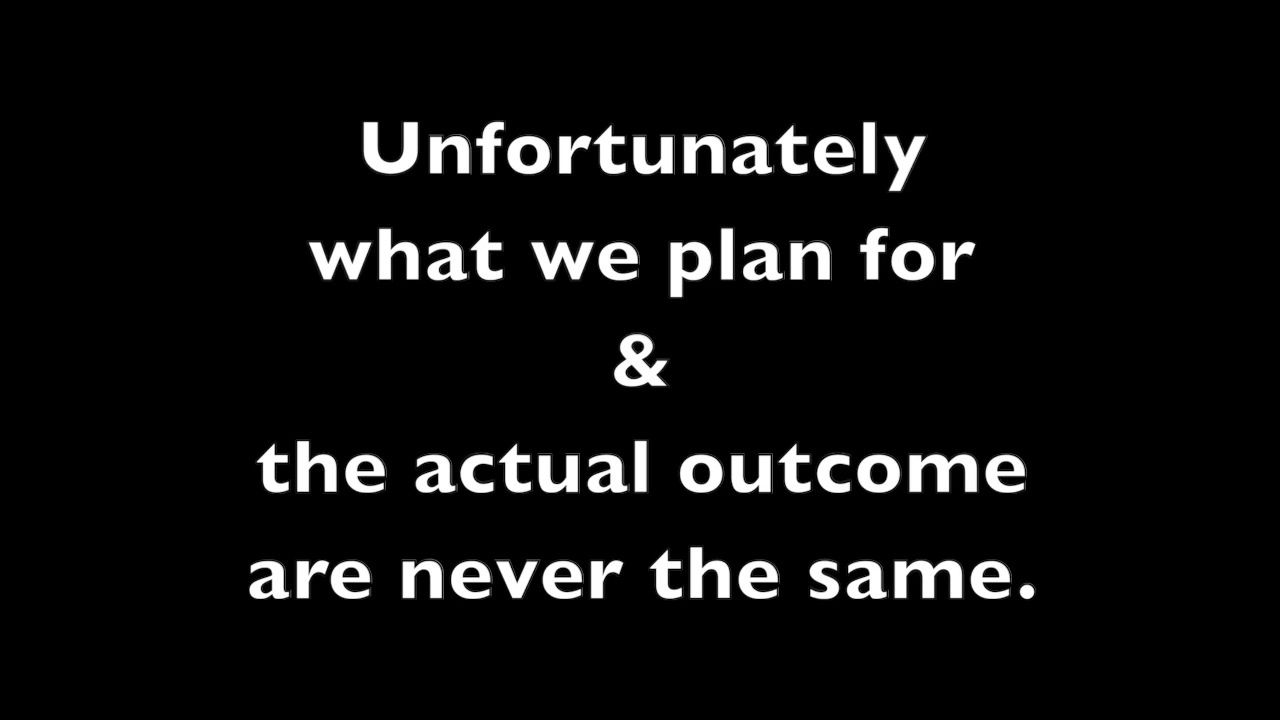 Unfortunately
what we plan for
&
the actual outcome
are never the same.